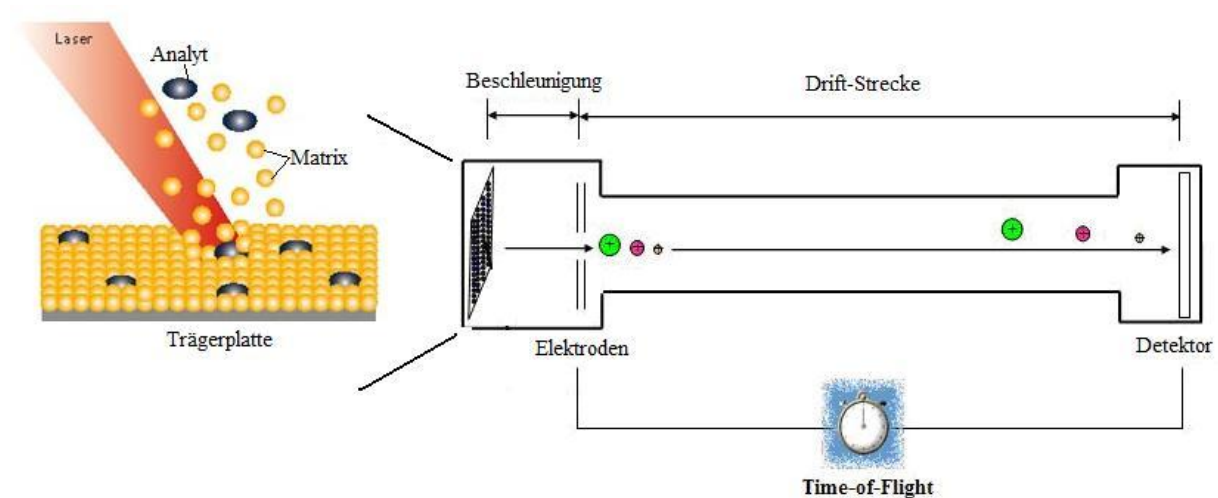 Laser
Analyt
Matrix
Trägerplatte
Beschleunigung
Drift-Strecke
Elektroden
Detektor
Time-of-Flight